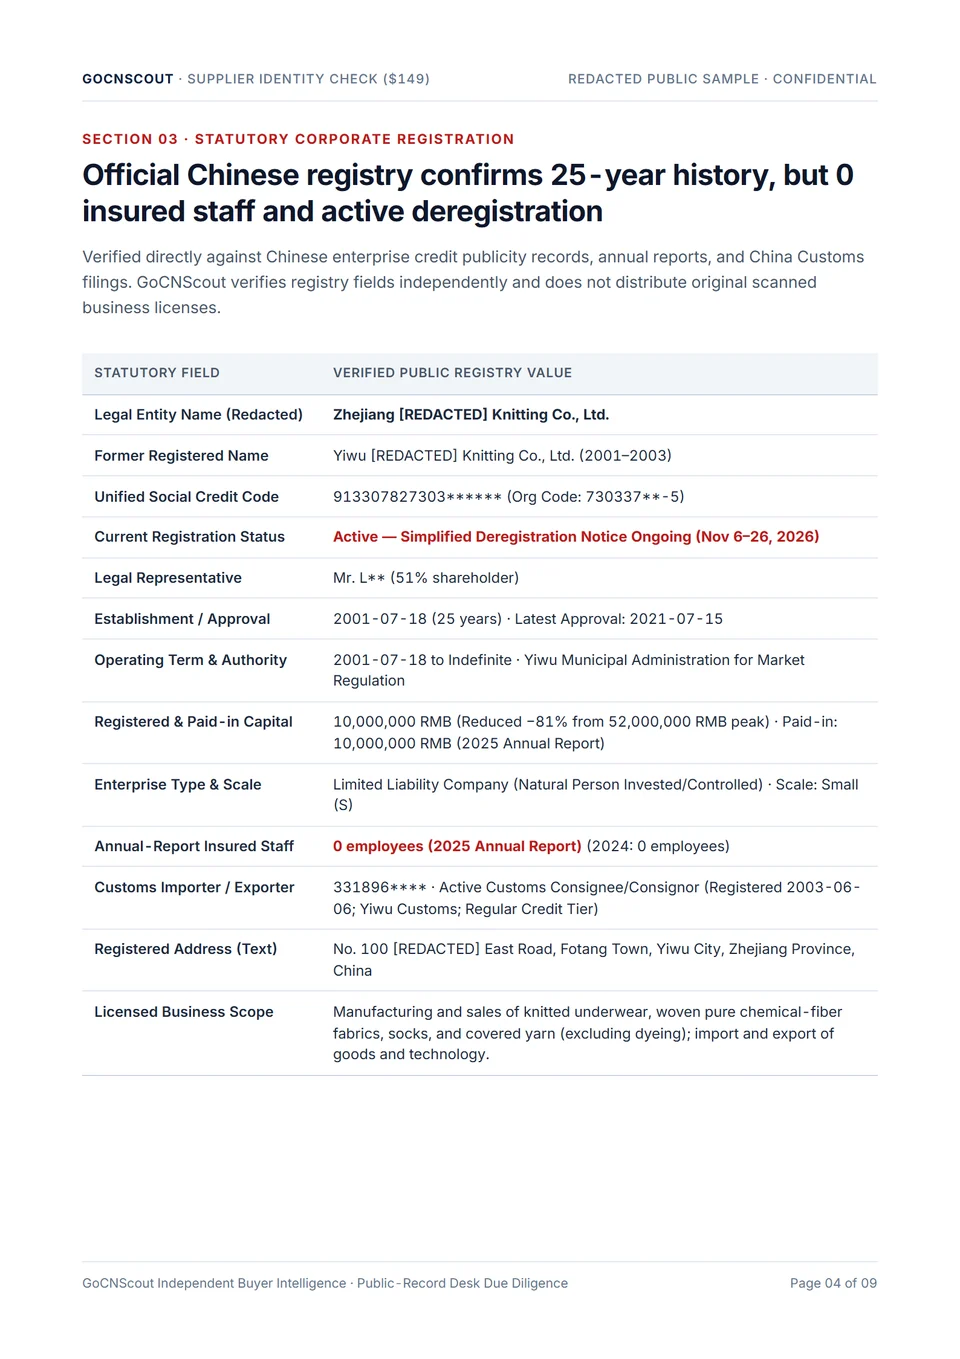 GOCNSCOUT · SUPPLIER IDENTITY CHECK ($149)
REDACTED PUBLIC SAMPLE · CONFIDENTIAL
SECTION 03 · STATUTORY CORPORATE REGISTRATION
Official Chinese registry confirms 25-year history, but 0
insured staff and active deregistration
Verified directly against Chinese enterprise credit publicity records, annual reports, and China Customs
filings. GoCNScout verifies registry fields independently and does not distribute original scanned
business licenses.
STATUTORY FIELD VERIFIED PUBLIC REGISTRY VALUE
Legal Entity Name (Redacted) Zhejiang [REDACTED] Knitting Co., Ltd.
Former Registered Name Yiwu [REDACTED] Knitting Co., Ltd. (2001–2003)
Unified Social Credit Code 913307827303****** (Org Code: 730337**-5)
Current Registration Status Active — Simplified Deregistration Notice Ongoing (Nov 6–26, 2026)
Legal Representative Mr. L** (51% shareholder)
Establishment / Approval 2001-07-18 (25 years) · Latest Approval: 2021-07-15
Operating Term & Authority 2001-07-18 to Indefinite · Yiwu Municipal Administration for Market
Regulation
Registered & Paid-in Capital 10,000,000 RMB (Reduced −81% from 52,000,000 RMB peak) · Paid-in:
10,000,000 RMB (2025 Annual Report)
Enterprise Type & Scale Limited Liability Company (Natural Person Invested/Controlled) · Scale: Small
(S)
Annual-Report Insured Staff 0 employees (2025 Annual Report) (2024: 0 employees)
Customs Importer / Exporter 331896**** · Active Customs Consignee/Consignor (Registered 2003-06-
06; Yiwu Customs; Regular Credit Tier)
Registered Address (Text) No. 100 [REDACTED] East Road, Fotang Town, Yiwu City, Zhejiang Province,
China
Licensed Business Scope Manufacturing and sales of knitted underwear, woven pure chemical-fiber
fabrics, socks, and covered yarn (excluding dyeing); import and export of
goods and technology.
GoCNScout Independent Buyer Intelligence · Public-Record Desk Due Diligence
Page 04 of 09